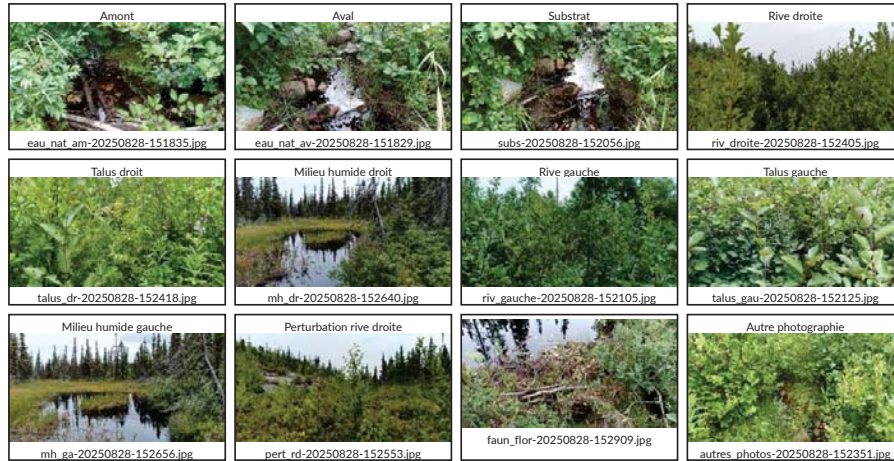 Amont
Aval
Substrat
Rive droite
eau_nat_am-20250828-151835.jpg
eau_nat_av-20250828-151829.jpg
subs-20250828-152056.jpg
riv_droite-20250828-152405.jpg
Talus droit
Milieu humide droit
Rive gauche
Talus gauche
talus_dr-20250828-152418.jpg
mh_dr-20250828-152640.jpg
riv_gauche-20250828-152105.jpg
talus_gau-20250828-152125.jpg
Milieu humide gauche
Perturbation rive droite
Autre photographie
mh_ga-20250828-152656.jpg
pert_rd-20250828-152553.jpg
faun_flor-20250828-152909.jpg
autres_photos-20250828-152351.jpg